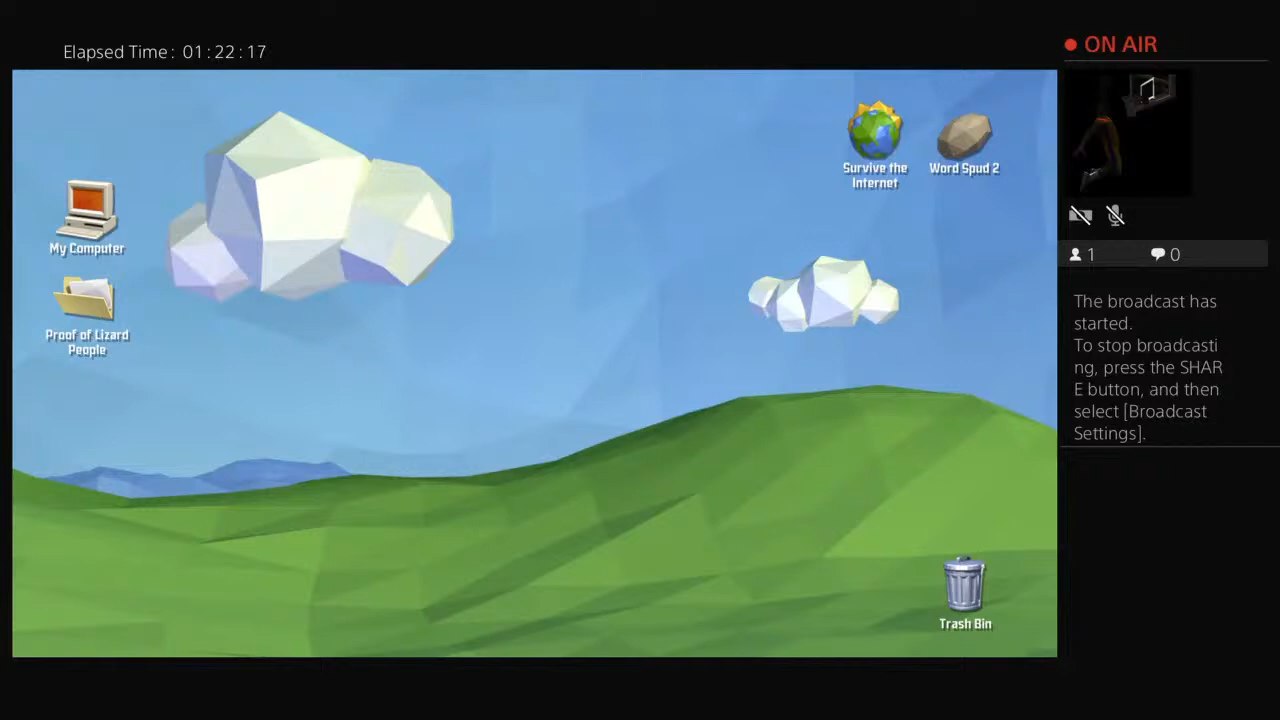 Elapsed Time: 01:22:17
ON AIR
Survive the
Internet
Word Spud 2
My Computer
Proof of Lizard
People
Trash Bin
1
0
The broadcast has
started.
To stop broadcasti
ng, press the SHAR
E button, and then
select [Broadcast
Settings].